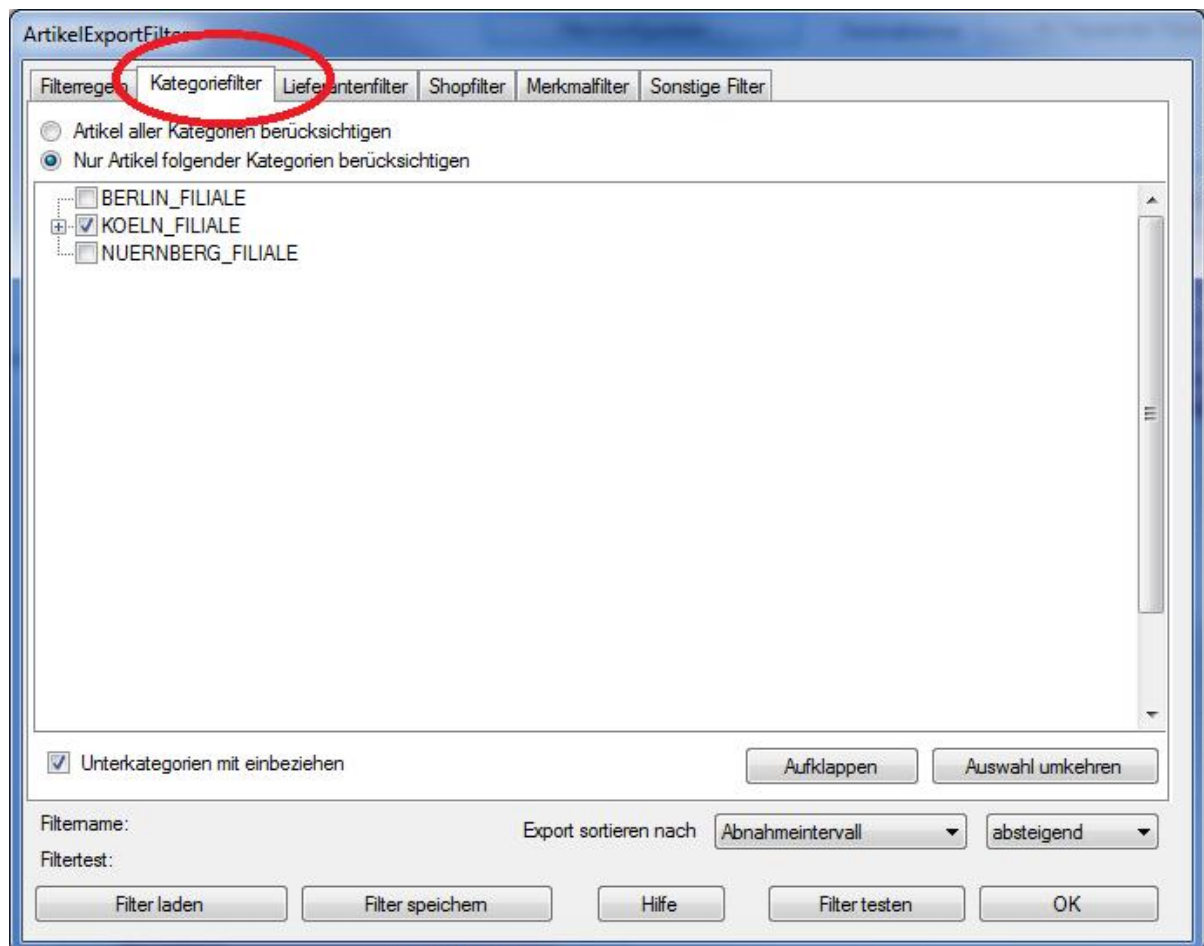 ArtikelExportFilter
Filterregeln Kategoriefilter Lieferantenfilter Shopfilter Merkmalfilter Sonstige Filter
Artikel aller Kategorien berücksichtigen
Nur Artikel folgender Kategorien berücksichtigen
BERLIN_FILIALE
KOELN_FILIALE
NUERNBERG_FILIALE
Unterkategorien mit einbeziehen Aufklappen Auswahl umkehren
Filtername: Export sortieren nach Abnahmeintervall absteigend
Filtertest:
Filter laden Filter speichern Hilfe Filter testen OK